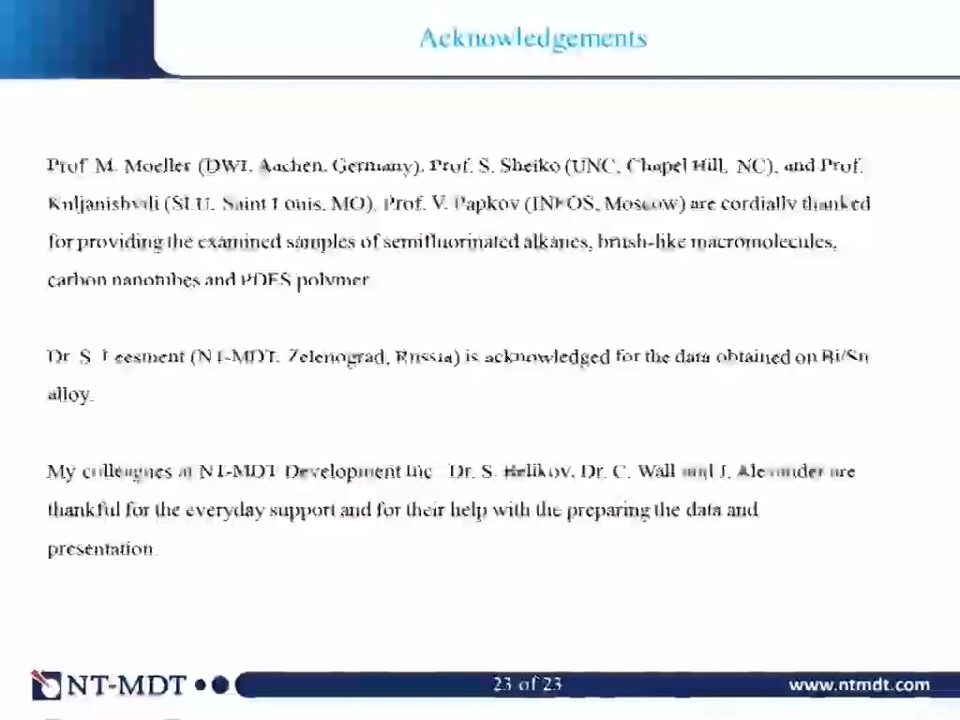 Acknowledgements
Prof M. Moeller (DWI, Aachen, Germany), Prof. S. Sheiko (UNC, Chapel Hill, NC), and Prof.
Kuljanishvili (SLU, Saint Louis, MO), Prof. V. Papkov (INEOS, Moscow) are cordially thanked
for providing the examined samples of semifluorinated alkanes, brush-like macromolecules,
carbon nanotubes and PDES polymer
Dr S. Leesment (NT-MDT, Zelenograd, Russia) is acknowledged for the data obtained on Bi/Sn
alloy.
My colleagues at NT-MDT Development Inc Dr. S. Dr. C. Wall and J. Alexander are
thankful for the everyday support and for their help with the preparing the data and
presentation.
NT-MDT
23 of 23
www.ntmdt.com